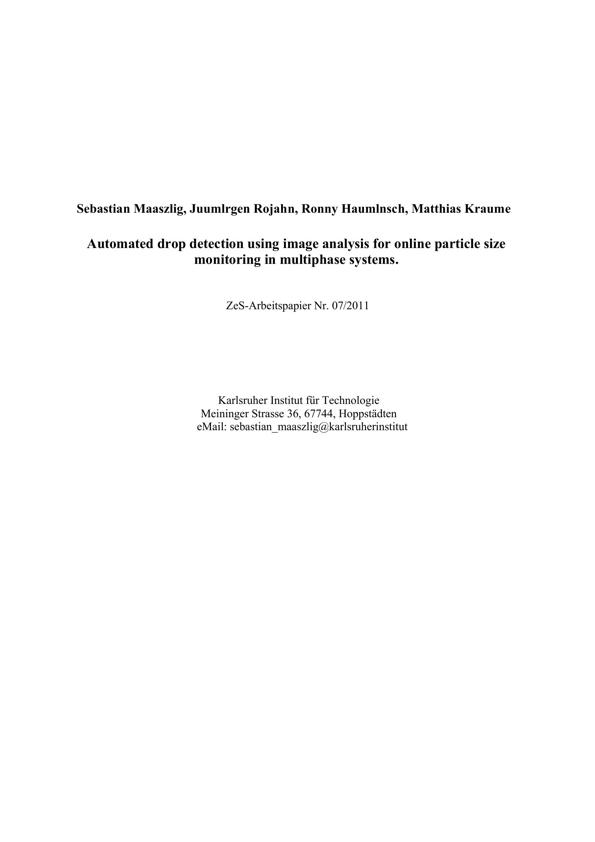 Sebastian Maaszlig, Juumlrgen Rojahn, Ronny Haumlnsch, Matthias Kraume
Automated drop detection using image analysis for online particle size
monitoring in multiphase systems.
ZeS-Arbeitspapier Nr. 07/2011
Karlsruher Institut für Technologie
Meininger Strasse 36, 67744, Hoppstädten
eMail: sebastian_maaszlig@karlsruherinstitut